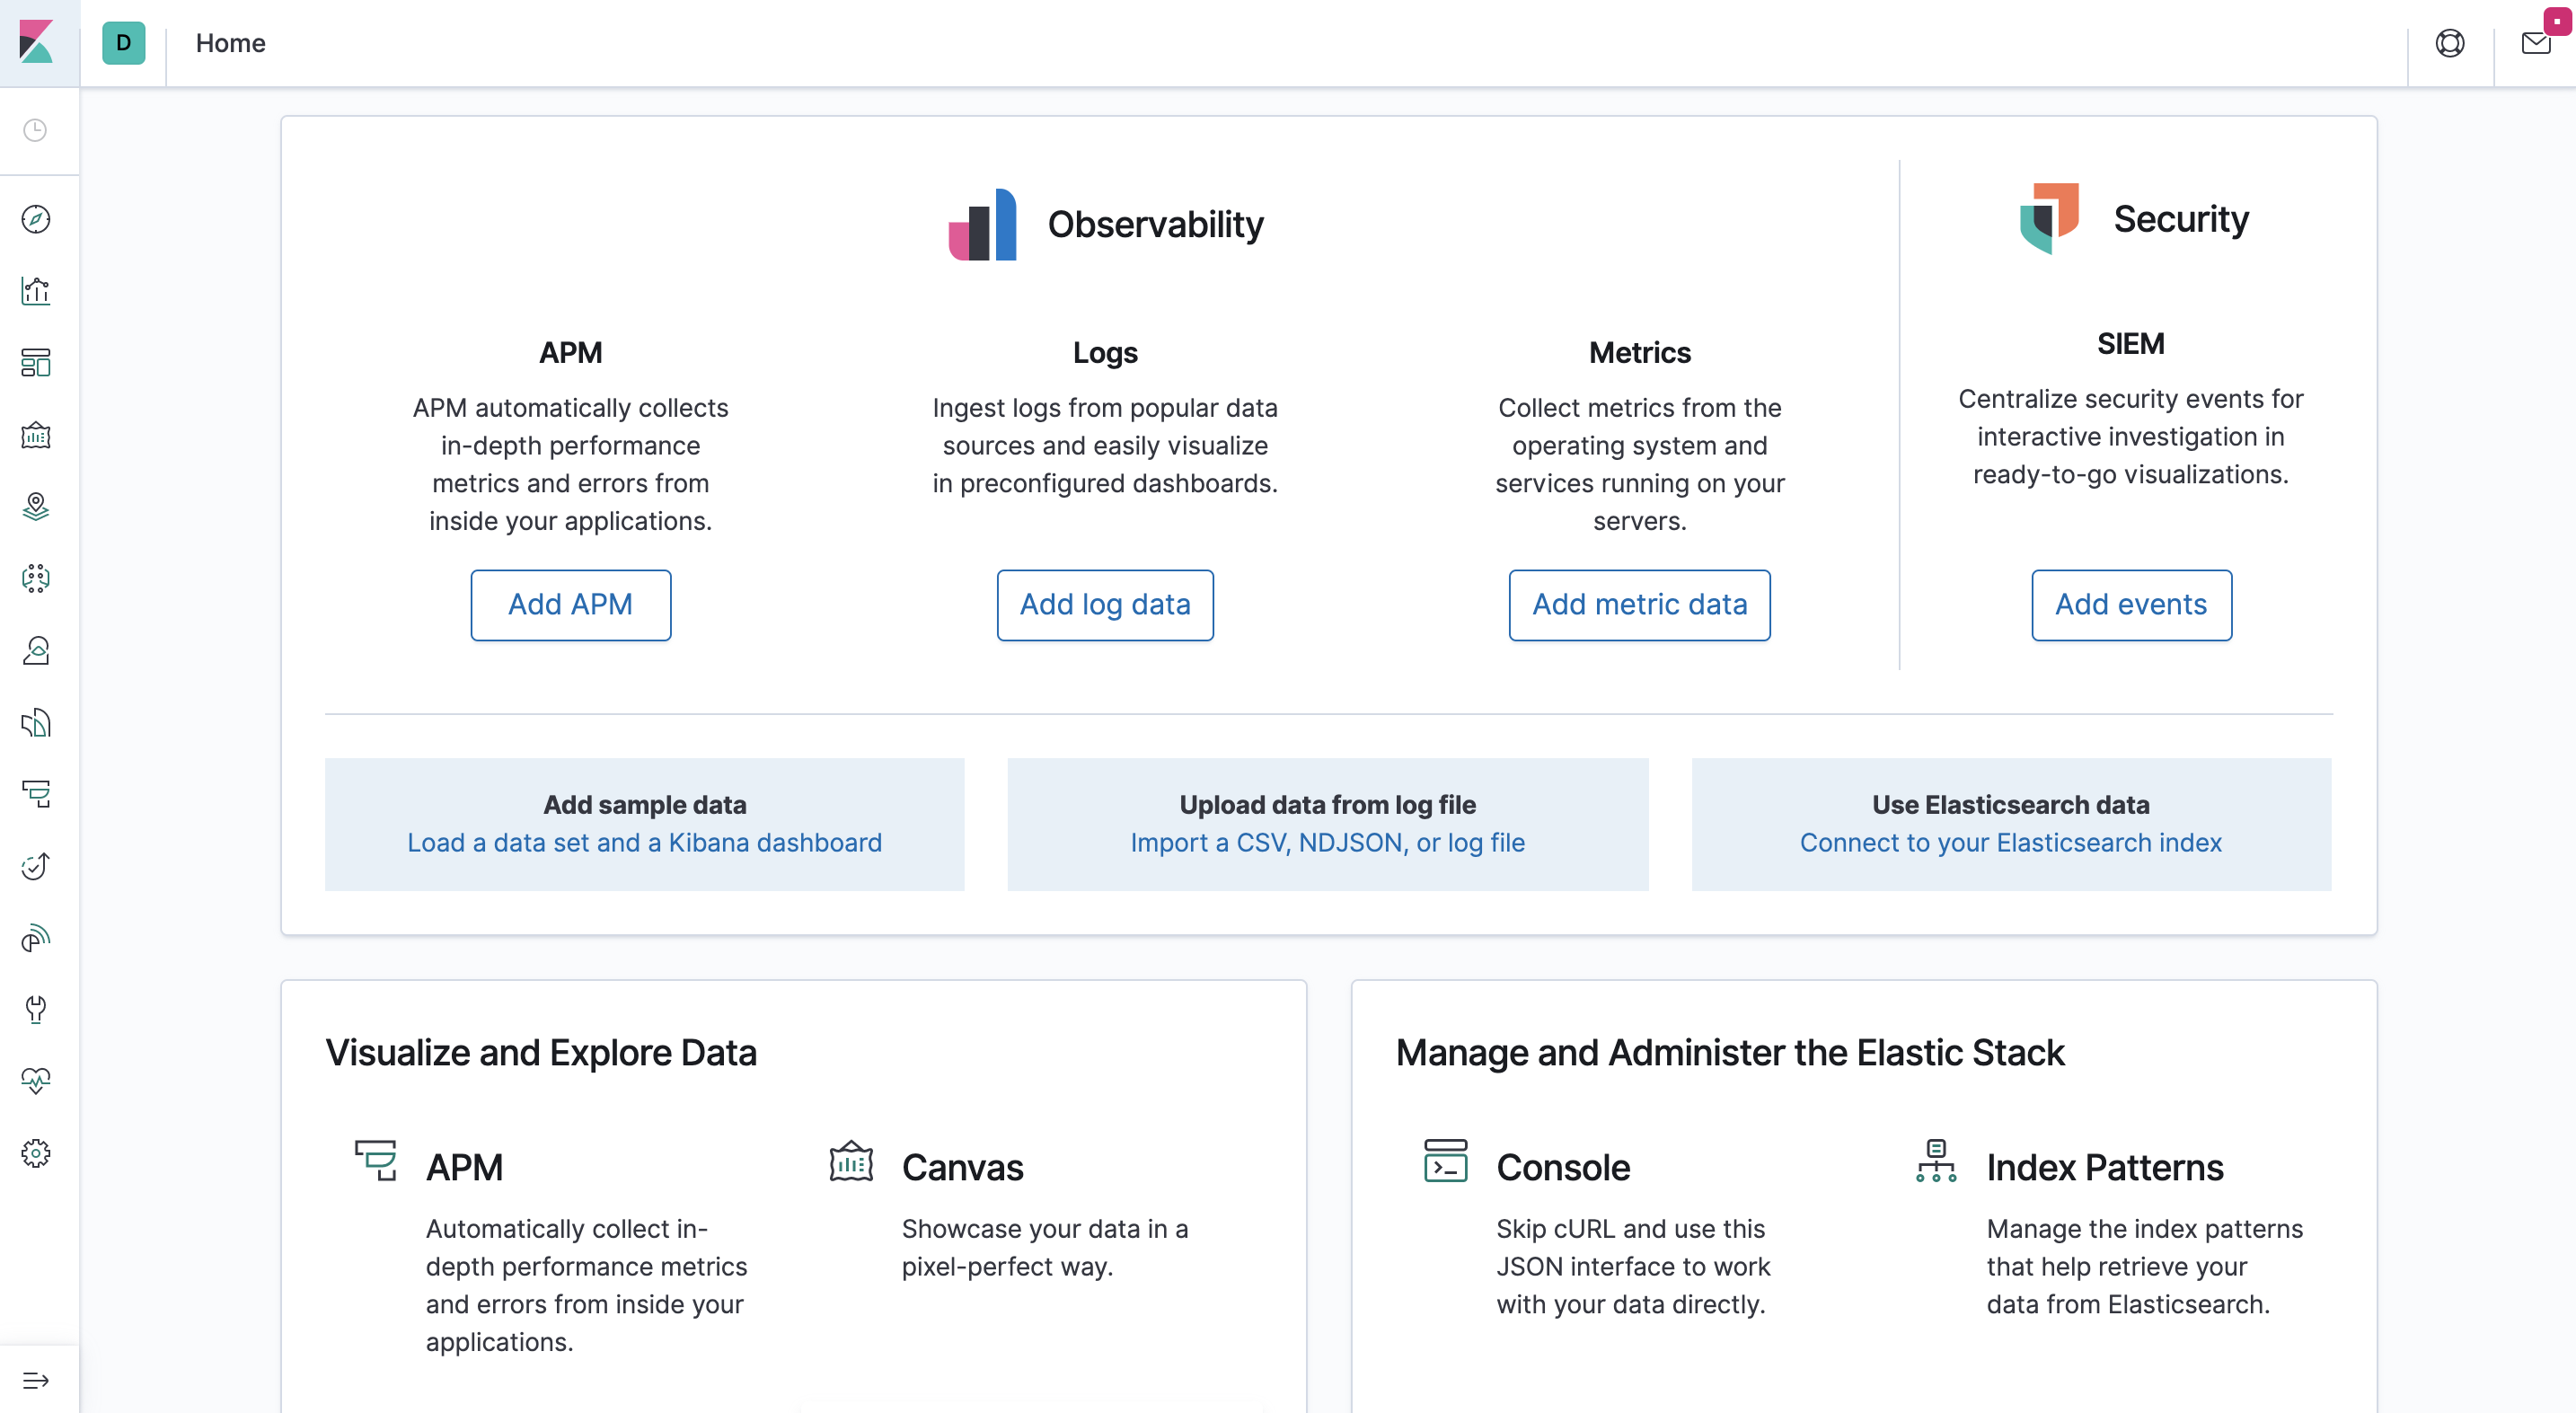 D
Home
Observability
Security
APM
APM automatically collects
in-depth performance
metrics and errors from
inside your applications.
Add APM
Logs
Ingest logs from popular data
sources and easily visualize
in preconfigured dashboards.
Add log data
Metrics
Collect metrics from the
operating system and
services running on your
servers.
Add metric data
SIEM
Centralize security events for
interactive investigation in
ready-to-go visualizations.
Add events
Add sample data
Load a data set and a Kibana dashboard
Upload data from log file
Import a CSV, NDJSON, or log file
Use Elasticsearch data
Connect to your Elasticsearch index
Visualize and Explore Data
APM
Automatically collect in-
depth performance metrics
and errors from inside your
applications.
Canvas
Showcase your data in a
pixel-perfect way.
Manage and Administer the Elastic Stack
Console
Skip cURL and use this
JSON interface to work
with your data directly.
Index Patterns
Manage the index patterns
that help retrieve your
data from Elasticsearch.